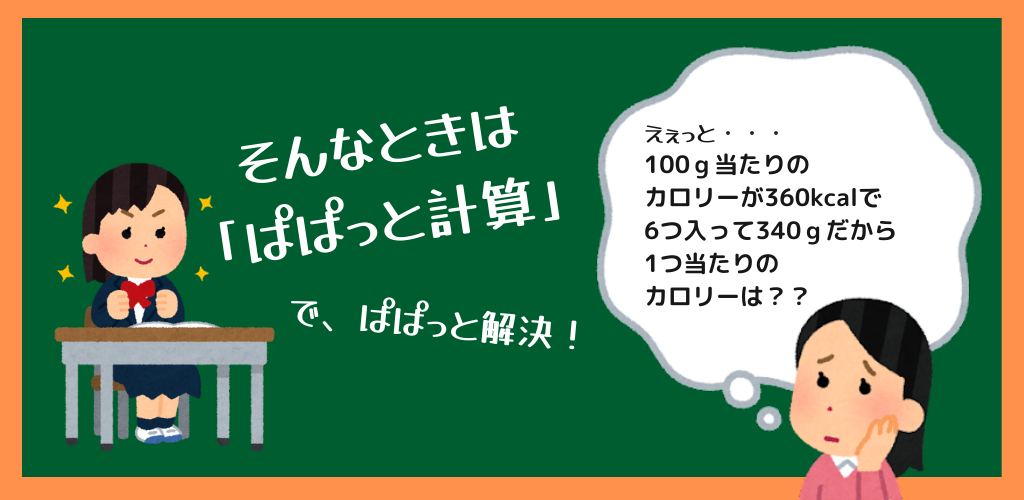 そんなときは
「ぱぱっと計算」
で、ぱぱっと解決！
えぇっと・・・
100ｇ当たりの
カロリーが360kcalで
6つ入って340ｇだから
1つ当たりの
カロリーは？？